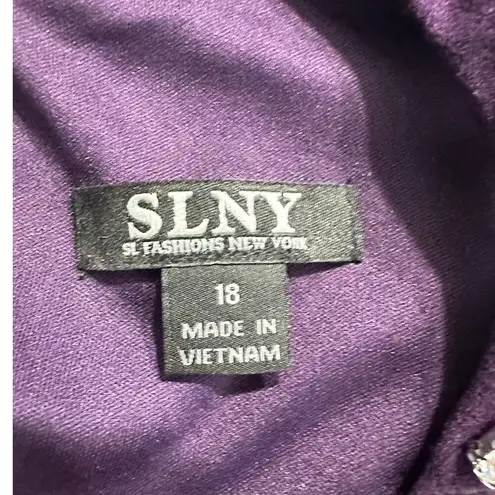 SLNY
SL FASHIONS NEW YORK
18
MADE IN
VIETNAM